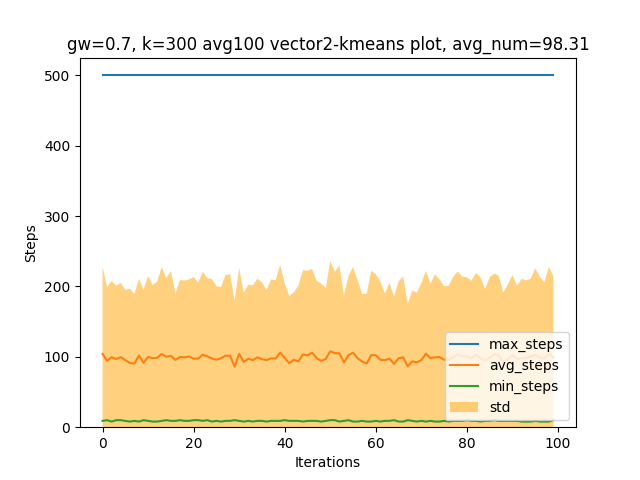 gw=0.7, k=300 avg100 vector2-kmeans plot, avg_num=98.31
500
400
300
200
100
0
Steps
max_steps
avg_steps
min_steps
std
0 20 40 60 80 100
Iterations